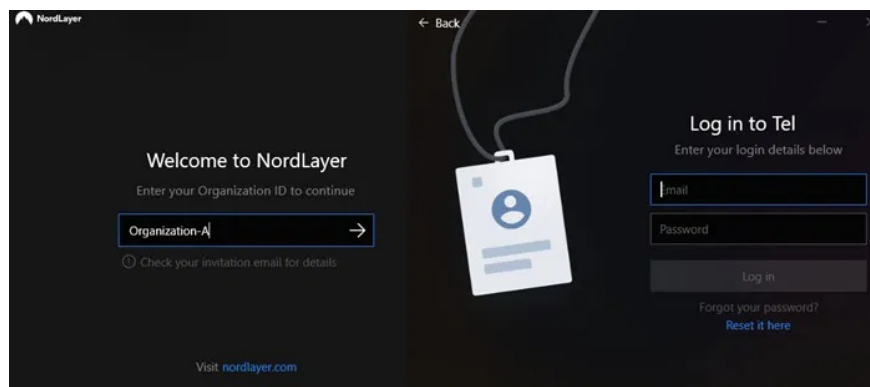 NordLayer
Welcome to NordLayer
Enter your Organization ID to continue
Organization-A
Check your invitation email for details
Visit nordlayer.com
Back
Log in to Tel
Enter your login details below
Email
Password
Log in
Forgot your password?
Reset it here